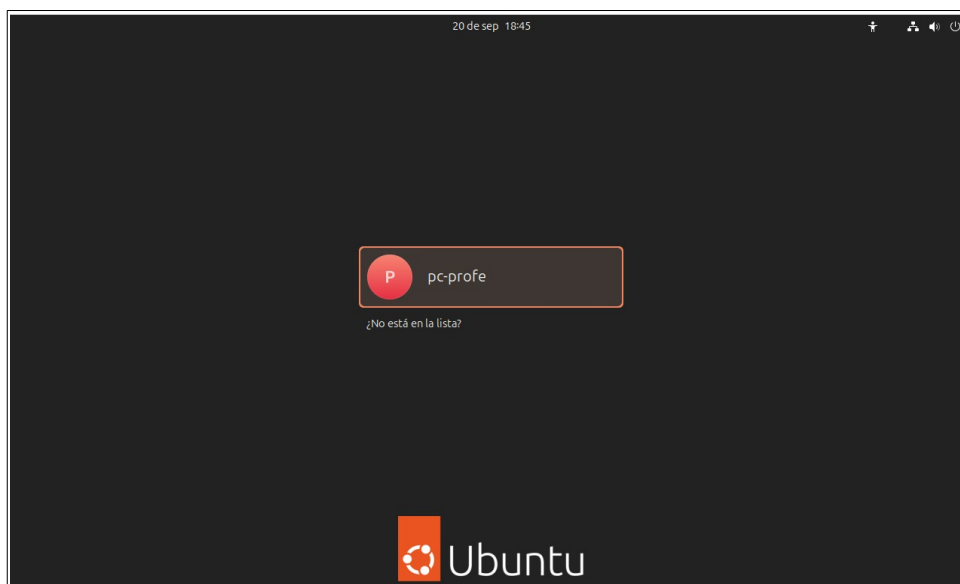 20 de sep 18:45
P
pc-profe
¿No está en la lista?
Ubuntu